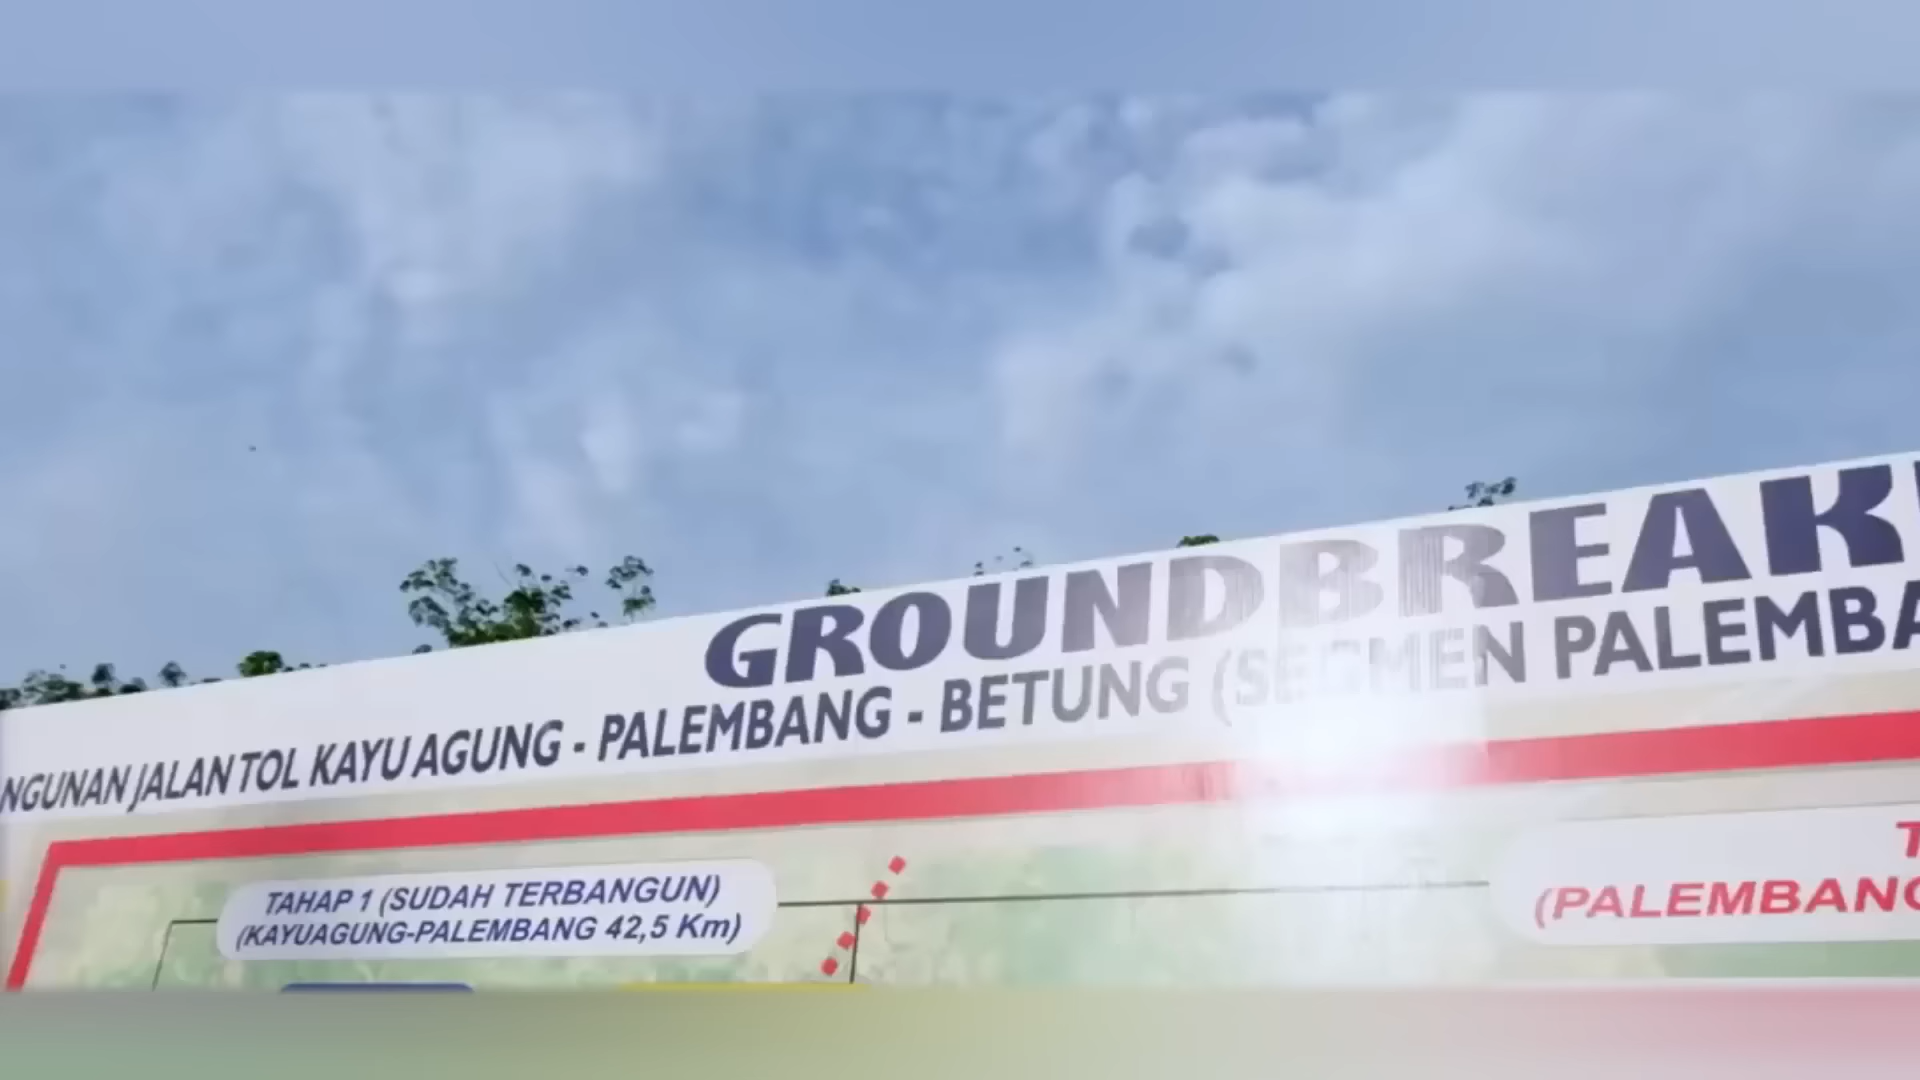 GROUNDBREAK
NGUNAN JALAN TOL KAYU AGUNG - PALEMBANG - BETUNG (SEGMEN PALEMBA
TAHAP 1 (SUDAH TERBANGUN)
(KAYUAGUNG-PALEMBANG 42,5 Km)
T
(PALEMBANG